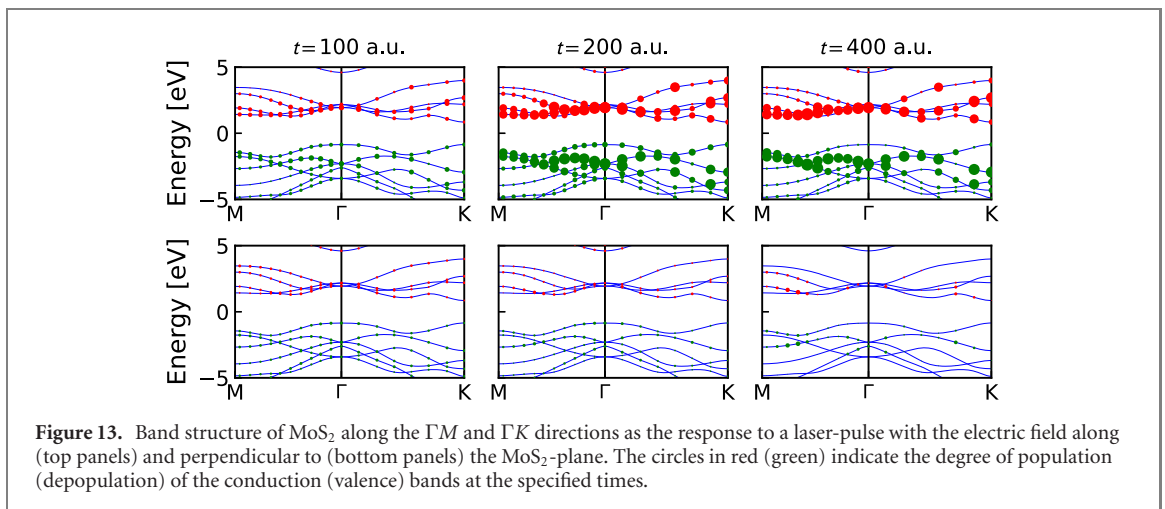 t = 100 a.u. t = 200 a.u. t = 400 a.u.
5
Energy [eV]
0
−5
M Γ K M Γ K M Γ K
5
Energy [eV]
0
−5
M Γ K M Γ K M Γ K
Figure 13. Band structure of MoS₂ along the ΓM and ΓK directions as the response to a laser-pulse with the electric field along
(top panels) and perpendicular to (bottom panels) the MoS₂-plane. The circles in red (green) indicate the degree of population
(depopulation) of the conduction (valence) bands at the specified times.